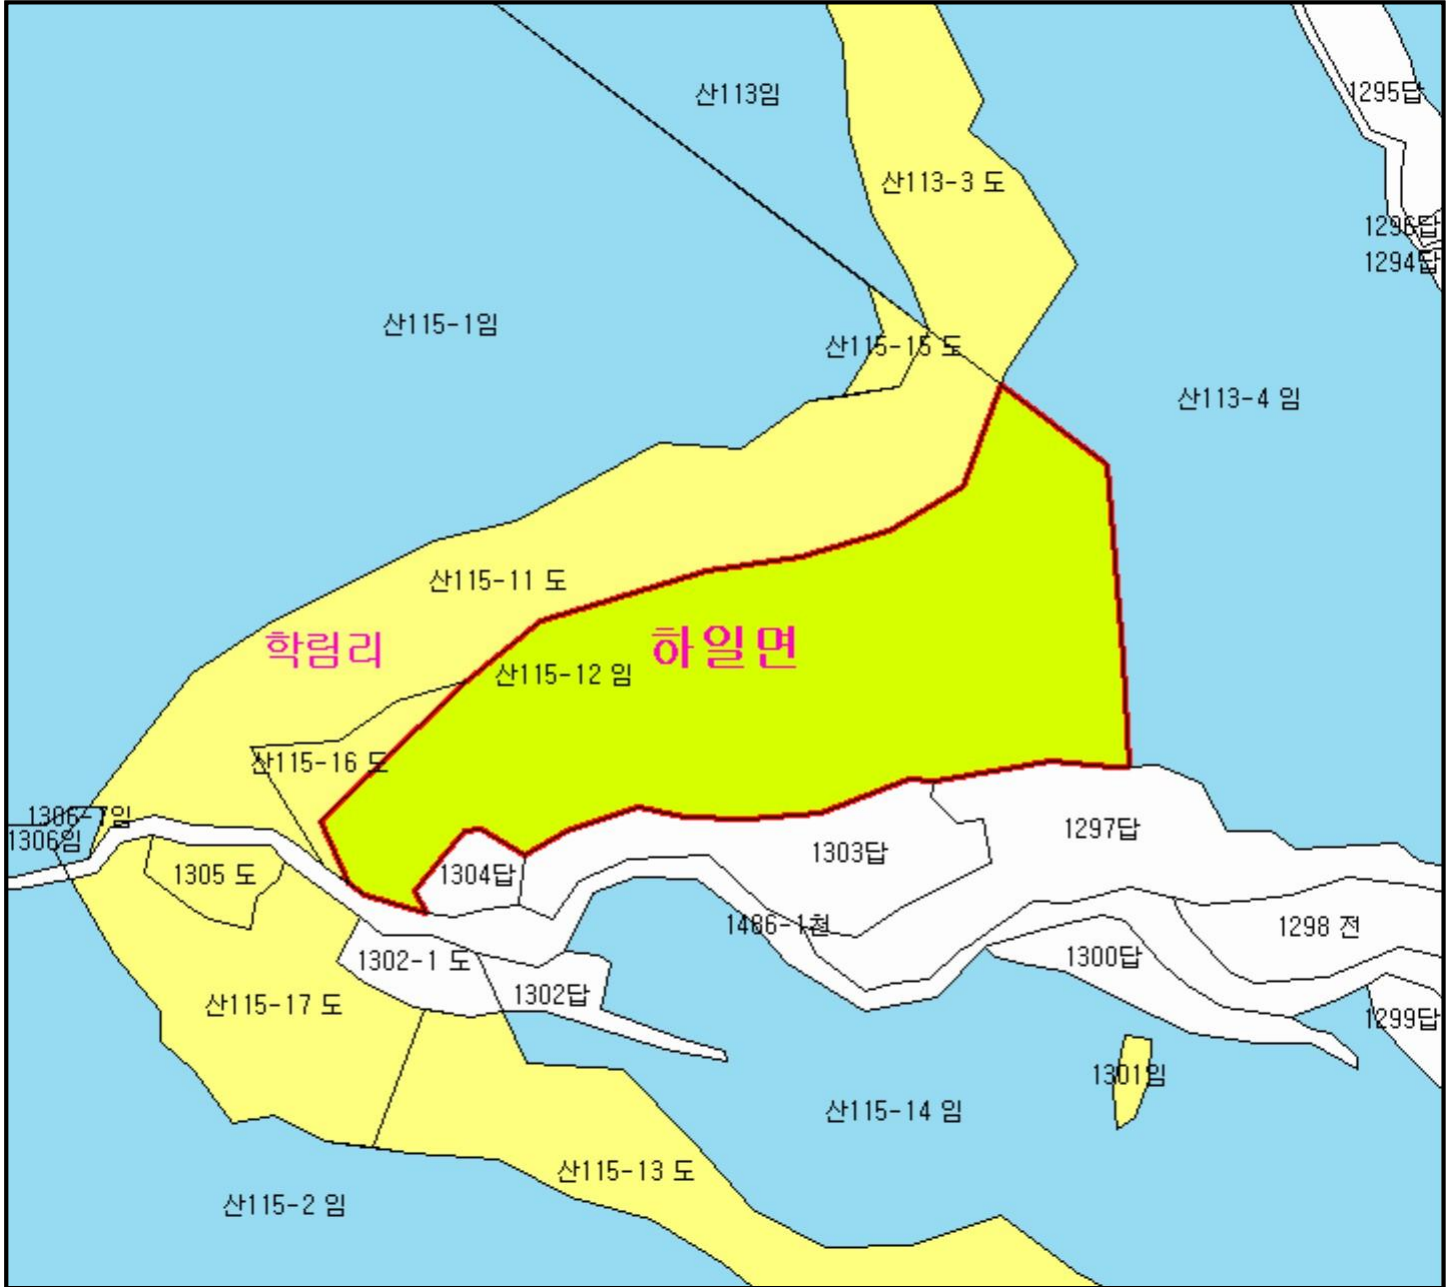 산113임
1295답
산113-3 도
1296답
1294답
산115-1임
산115-15 도
산113-4 임
산115-11 도
학림리
하일면
산115-12 임
산115-16 도
1306-7임
1306임
1297답
1303답
1305 도
1304답
1486-1천
1298 전
1302-1 도
1300답
1302답
산115-17 도
1299답
1301임
산115-14 임
산115-13 도
산115-2 임